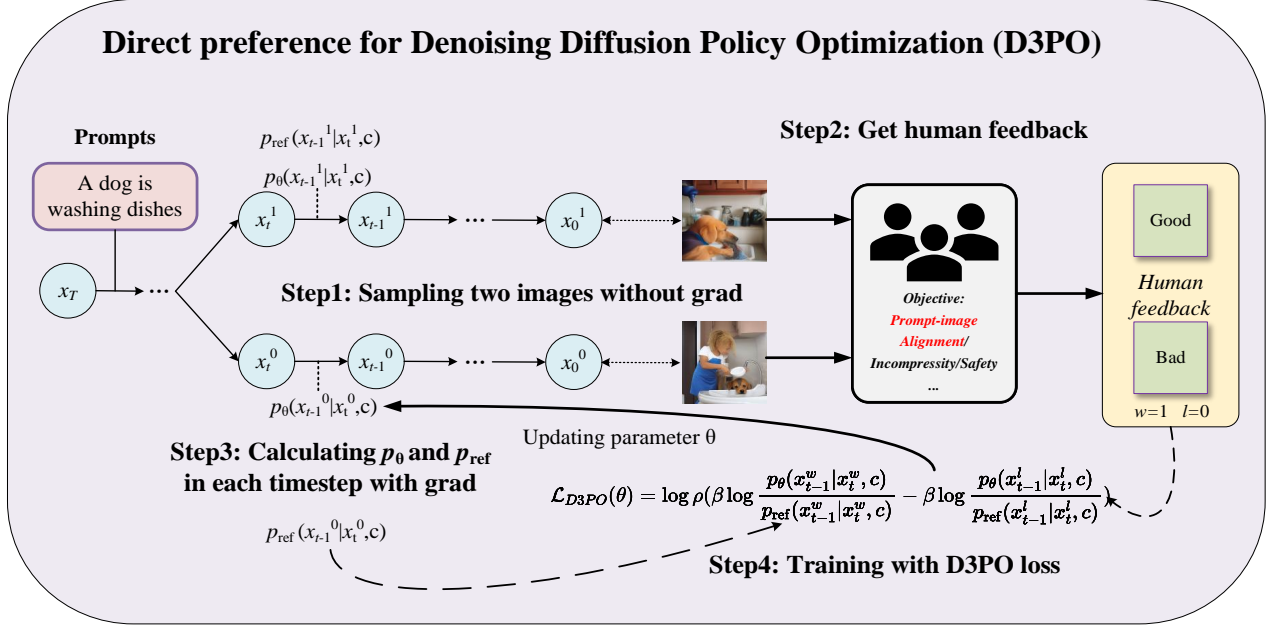 Direct preference for Denoising Diffusion Policy Optimization (D3PO)
Prompts
A dog is
washing dishes
p_ref(x_{t-1}^1|x_t^1,c)
p_θ(x_{t-1}^1|x_t^1,c)
Step2: Get human feedback
x_T
...
x_t^1
x_{t-1}^1
...
x_0^1
Step1: Sampling two images without grad
x_t^0
x_{t-1}^0
...
x_0^0
p_θ(x_{t-1}^0|x_t^0,c)
Objective:
Prompt-image
Alignment/
Incompressity/Safety
...
Good
Human
feedback
Bad
w=1 l=0
Updating parameter θ
Step3: Calculating p_θ and p_ref
in each timestep with grad
p_ref(x_{t-1}^0|x_t^0,c)
\mathcal{L}_{D3PO}(θ) = log ρ(β log \frac{p_θ(x_{t-1}^w|x_t^w, c)}{p_ref(x_{t-1}^w|x_t^w, c)} − β log \frac{p_θ(x_{t-1}^l|x_t^l, c)}{p_ref(x_{t-1}^l|x_t^l, c)})
Step4: Training with D3PO loss